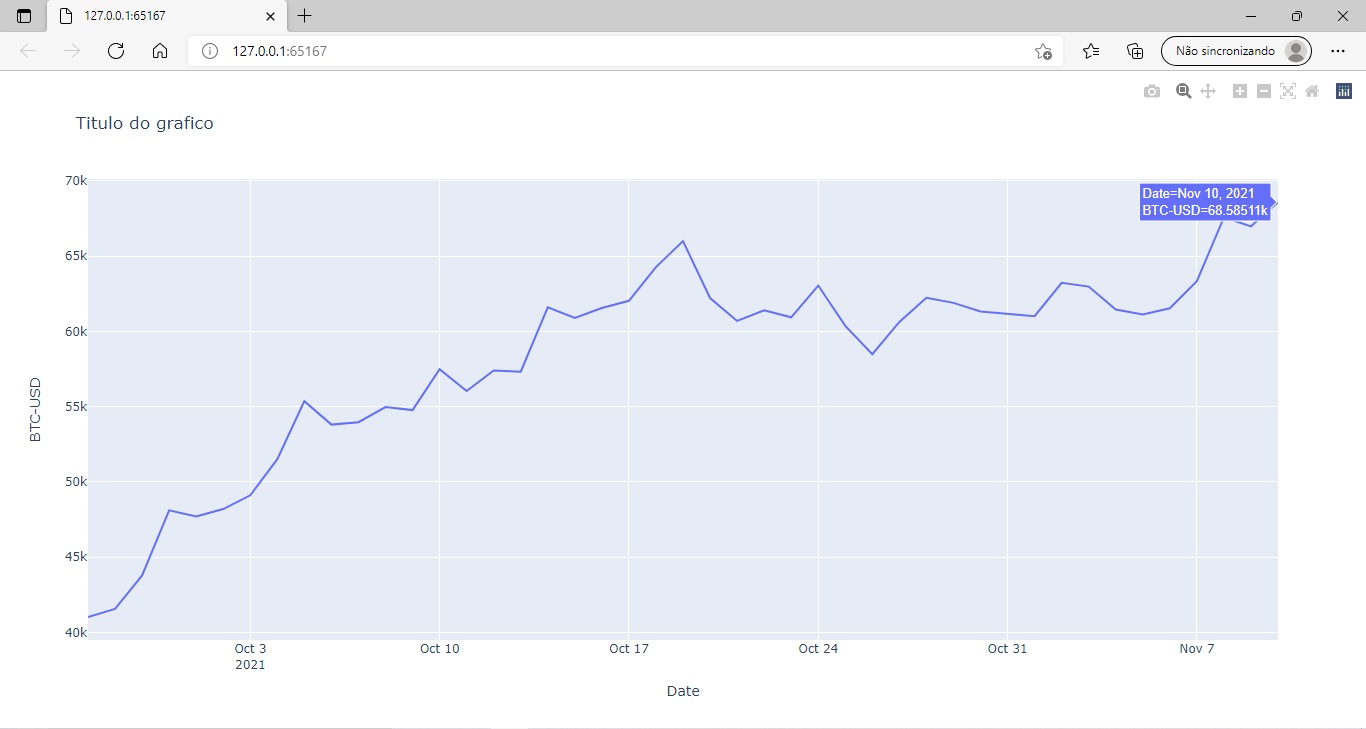 127.0.0.1:65167
127.0.0.1:65167
Não sincronizando
Titulo do grafico
70k
Date=Nov 10, 2021
BTC-USD=68.58511k
65k
60k
55k
50k
45k
40k
BTC-USD
Oct 3
2021
Oct 10
Oct 17
Oct 24
Oct 31
Nov 7
Date